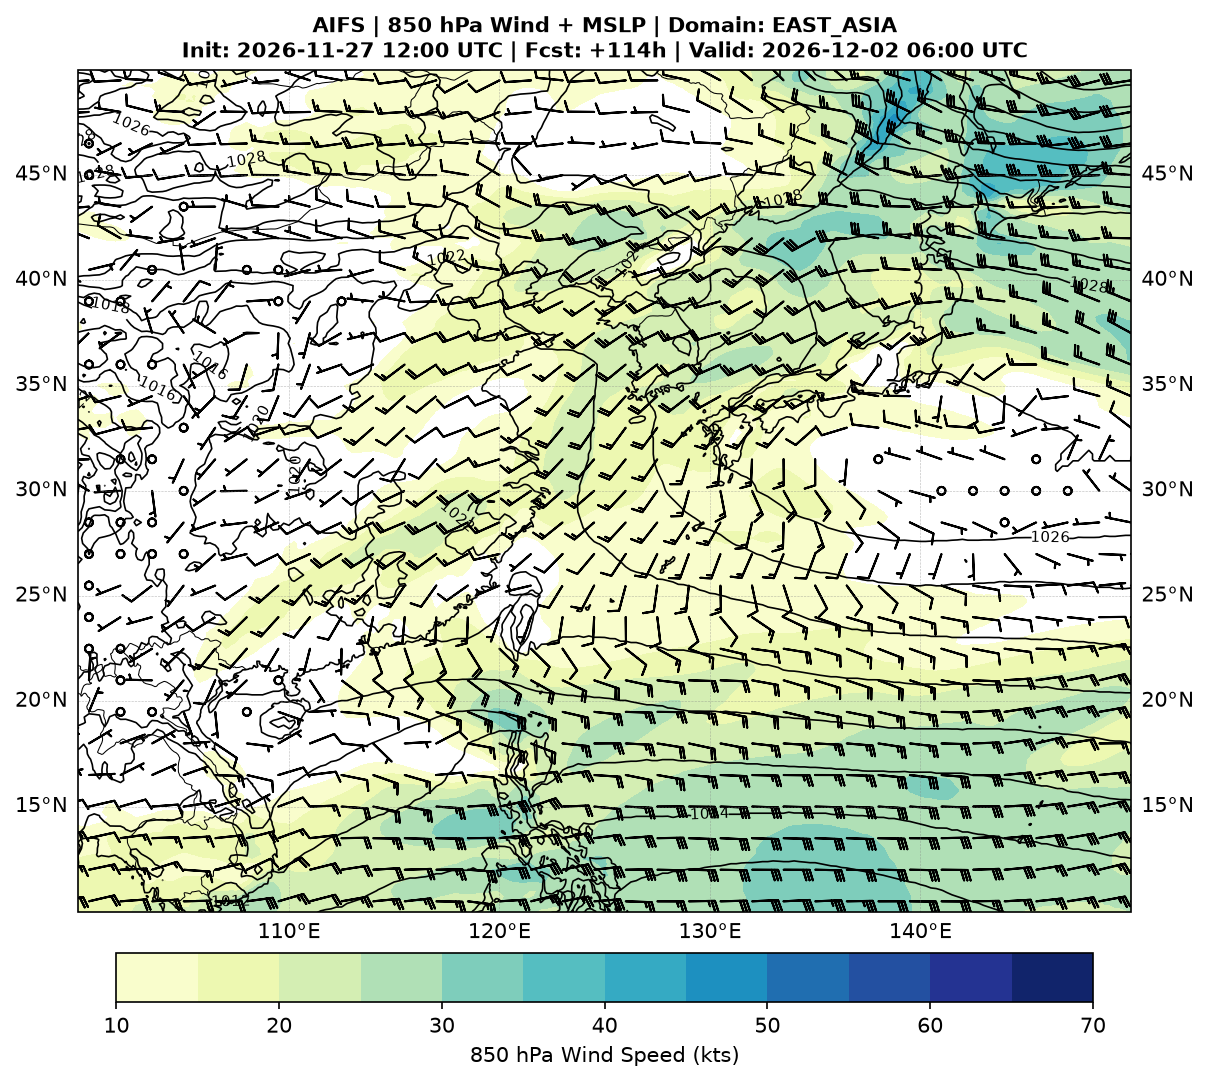 AIFS | 850 hPa Wind + MSLP | Domain: EAST_ASIA
Init: 2026-11-27 12:00 UTC | Fcst: +114h | Valid: 2026-12-02 06:00 UTC
1026
1028
1028
1028
1022
1028
1018
1016
1016
1020
1026
1014
1012
45°N
40°N
35°N
30°N
25°N
20°N
15°N
45°N
40°N
35°N
30°N
25°N
20°N
15°N
110°E
120°E
130°E
140°E
10
20
30
40
50
60
70
850 hPa Wind Speed (kts)